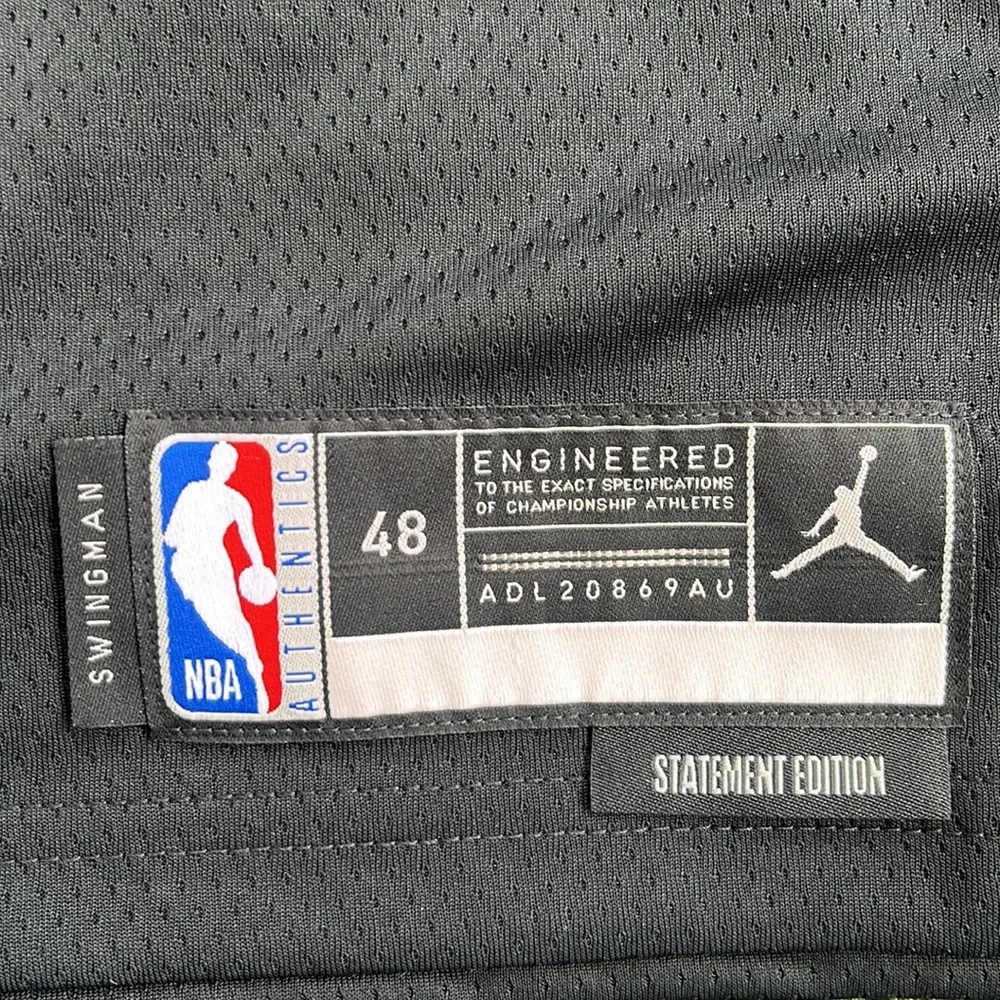 SWINGMAN
NBA
AUTHENTICS
48
ENGINEERED
TO THE EXACT SPECIFICATIONS
OF CHAMPIONSHIP ATHLETES
ADL20869AU
STATEMENT EDITION